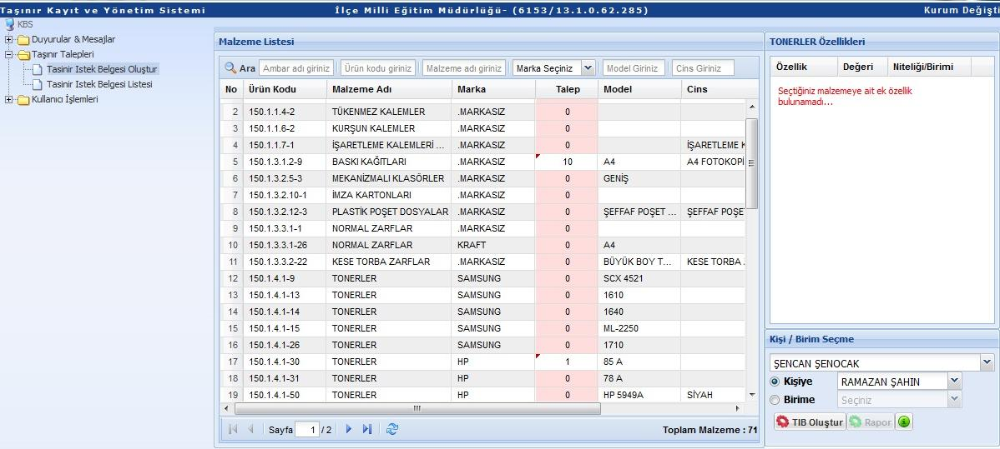 Taşınır Kayıt ve Yönetim Sistemi İlçe Milli Eğitim Müdürlüğü- (6153/13.1.0.62.285) Kurum Değişti
KBS
Duyurular & Mesajlar
Taşınır Talepleri
Tasinir Istek Belgesi Oluştur
Tasinir Istek Belgesi Listesi
Kullanıcı İşlemleri
Malzeme Listesi
Ara Ambar adı giriniz Ürün kodu giriniz Malzeme adı giriniz Marka Seçiniz Model Giriniz Cins Giriniz
No Ürün Kodu Malzeme Adı Marka Talep Model Cins
2 150.1.1.4-2 TÜKENMEZ KALEMLER .MARKASIZ 0
3 150.1.1.6-2 KURŞUN KALEMLER .MARKASIZ 0
4 150.1.1.7-1 İŞARETLEME KALEMLERİ ... .MARKASIZ 0 İŞARETLEME K
5 150.1.3.1.2-9 BASKI KAĞITLARI .MARKASIZ 10 A4 A4 FOTOKOPİ
6 150.1.3.2.5-3 MEKANİZMALI KLASÖRLER .MARKASIZ 0 GENİŞ
7 150.1.3.2.10-1 İMZA KARTONLARI .MARKASIZ 0
8 150.1.3.2.12-3 PLASTİK POŞET DOSYALAR .MARKASIZ 0 ŞEFFAF POŞET ... ŞEFFAF POŞE
9 150.1.3.3.1-1 NORMAL ZARFLAR .MARKASIZ 0
10 150.1.3.3.1-26 NORMAL ZARFLAR KRAFT 0 A4
11 150.1.3.3.2-22 KESE TORBA ZARFLAR .MARKASIZ 0 BÜYÜK BOY T... KESE TORBA
12 150.1.4.1-9 TONERLER SAMSUNG 0 SCX 4521
13 150.1.4.1-13 TONERLER SAMSUNG 0 1610
14 150.1.4.1-14 TONERLER SAMSUNG 0 1640
15 150.1.4.1-15 TONERLER SAMSUNG 0 ML-2250
16 150.1.4.1-26 TONERLER SAMSUNG 0 1710
17 150.1.4.1-30 TONERLER HP 1 85 A
18 150.1.4.1-31 TONERLER HP 0 78 A
19 150.1.4.1-50 TONERLER HP 0 HP 5949A SİYAH
Sayfa 1 / 2 Toplam Malzeme : 71
TONERLER Özellikleri
Özellik Değeri Niteliği/Birimi
Seçtiğiniz malzemeye ait ek özellik
bulunamadı...
Kişi / Birim Seçme
ŞENCAN ŞENOCAK
Kişiye RAMAZAN ŞAHIN
Birime Seçiniz
TIB Oluştur Rapor